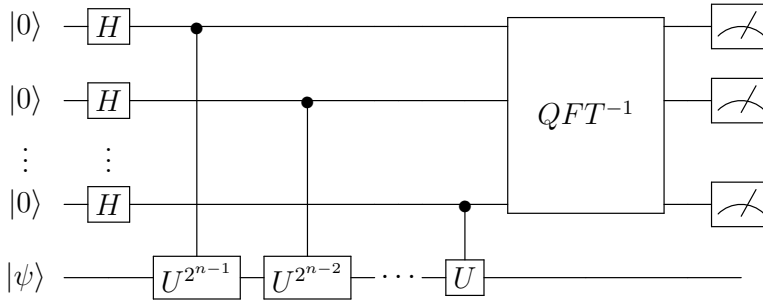 |0⟩ H
|0⟩ H QFT⁻¹
⋮ ⋮
|0⟩ H
|ψ⟩ U^{2^{n-1}} U^{2^{n-2}} ⋯ U